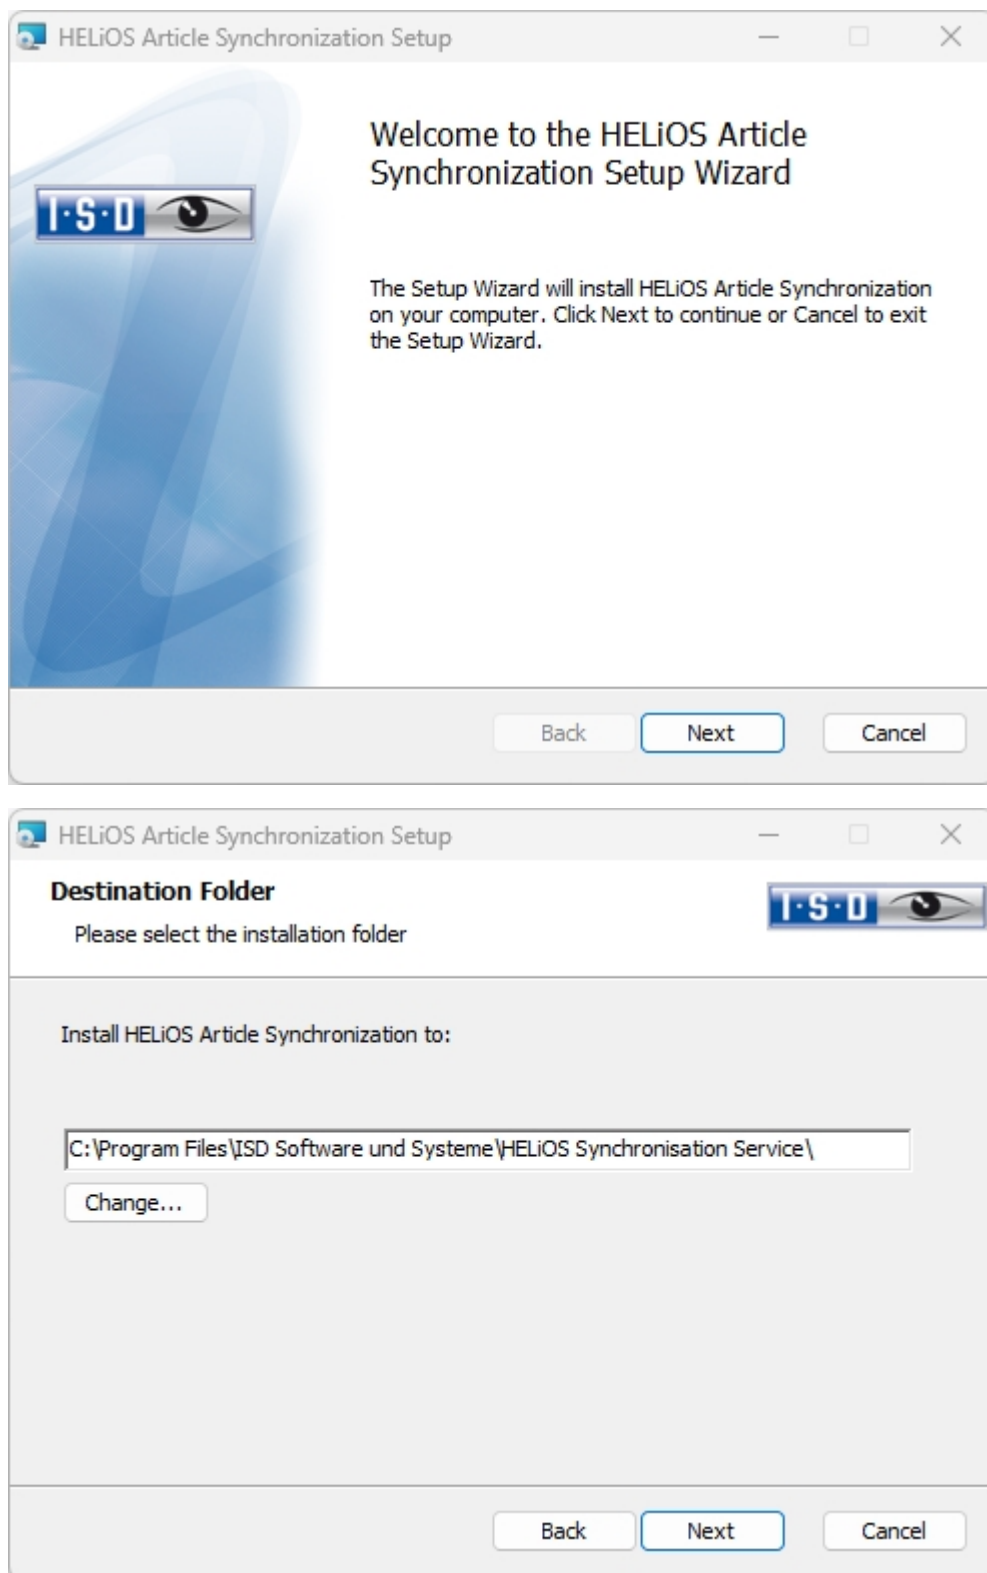 HELiOS Article Synchronization Setup
Welcome to the HELiOS Article
Synchronization Setup Wizard
I·S·D
The Setup Wizard will install HELiOS Article Synchronization
on your computer. Click Next to continue or Cancel to exit
the Setup Wizard.
Back Next Cancel
HELiOS Article Synchronization Setup
Destination Folder
I·S·D
Please select the installation folder
Install HELiOS Article Synchronization to:
C:\Program Files\ISD Software und Systeme\HELiOS Synchronisation Service\
Change...
Back Next Cancel